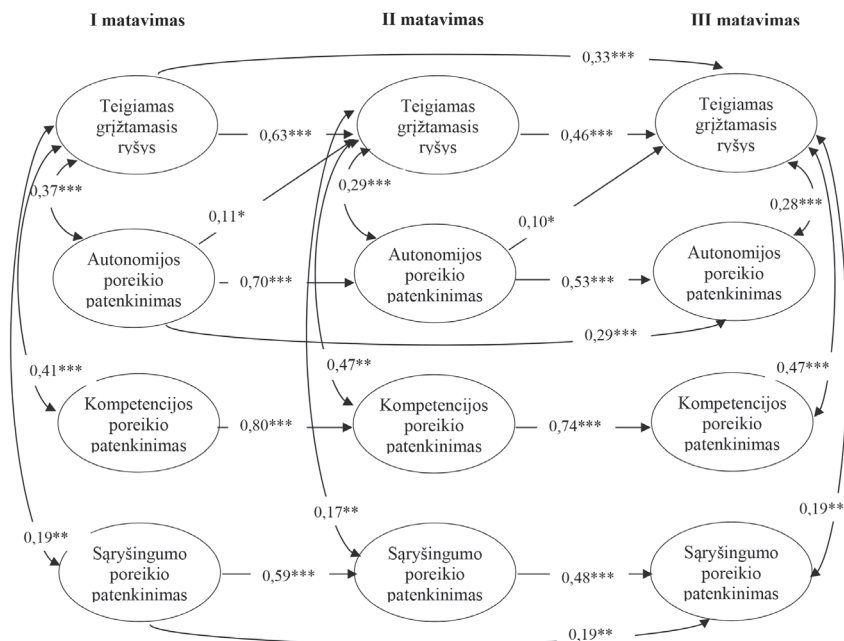 I matavimas
II matavimas
III matavimas
0,33***
Teigiamas
grįžtamasis
ryšys
0,63***
Teigiamas
grįžtamasis
ryšys
0,46***
Teigiamas
grįžtamasis
ryšys
0,37***
0,11*
0,29***
0,10*
0,28***
Autonomijos
poreikio
patenkinimas
0,70***
Autonomijos
poreikio
patenkinimas
0,53***
Autonomijos
poreikio
patenkinimas
0,29***
0,41***
0,47**
0,47***
Kompetencijos
poreikio
patenkinimas
0,80***
Kompetencijos
poreikio
patenkinimas
0,74***
Kompetencijos
poreikio
patenkinimas
0,19**
0,17**
0,19**
Sąryšingumo
poreikio
patenkinimas
0,59***
Sąryšingumo
poreikio
patenkinimas
0,48***
Sąryšingumo
poreikio
patenkinimas
0,19**